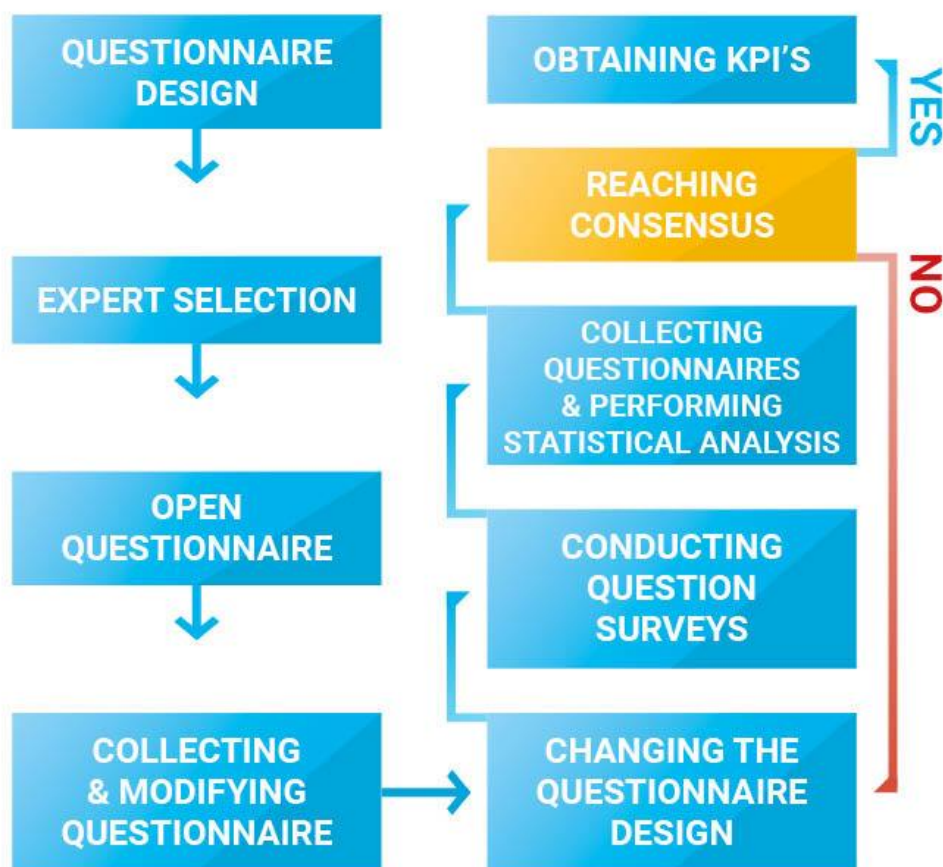 QUESTIONNAIRE
DESIGN
EXPERT SELECTION
OPEN
QUESTIONNAIRE
COLLECTING
& MODIFYING
QUESTIONNAIRE
OBTAINING KPI’S
YES
REACHING
CONSENSUS
NO
COLLECTING
QUESTIONNAIRES
& PERFORMING
STATISTICAL ANALYSIS
CONDUCTING
QUESTION
SURVEYS
CHANGING THE
QUESTIONNAIRE
DESIGN